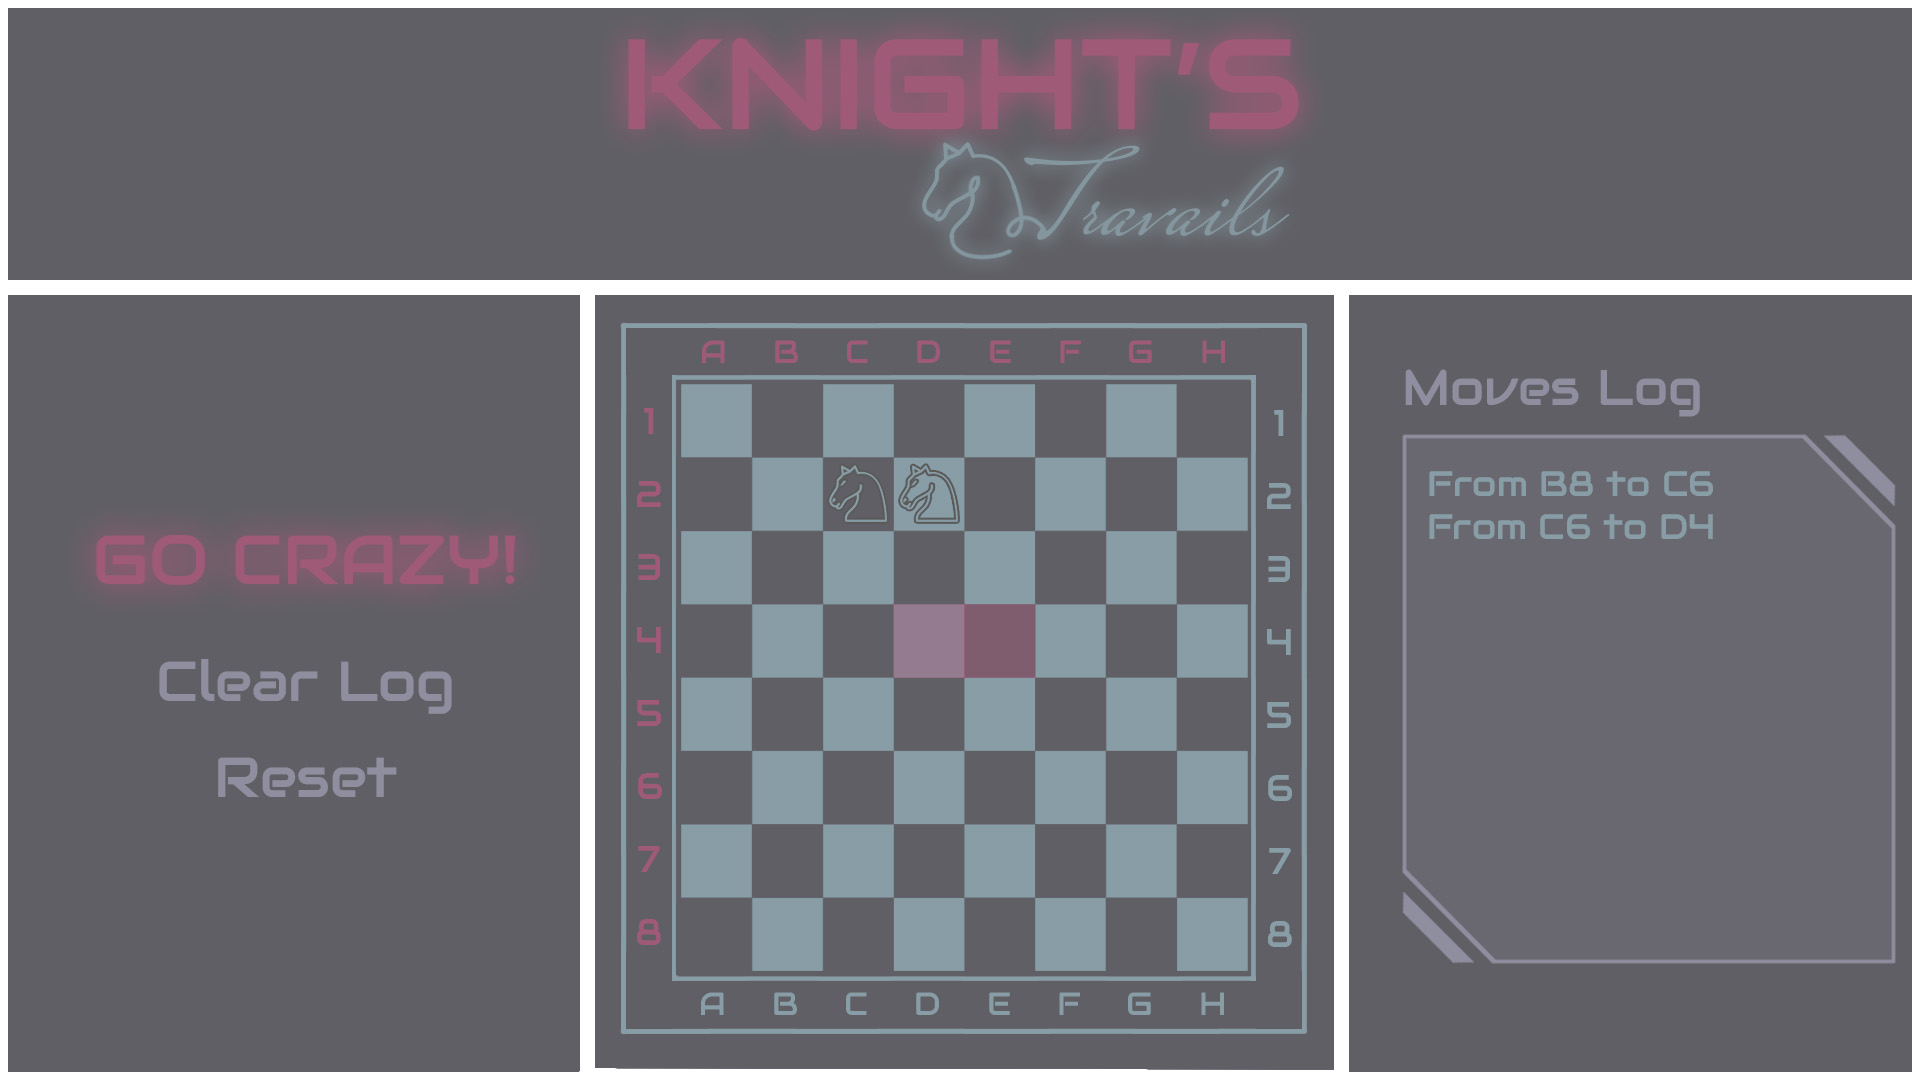 KNIGHT'S
Travails
GO CRAZY!
Clear Log
Reset
A B C D E F G H
1 1
2 2
3 3
4 4
5 5
6 6
7 7
8 8
A B C D E F G H
Moves Log
From B8 to C6
From C6 to D4